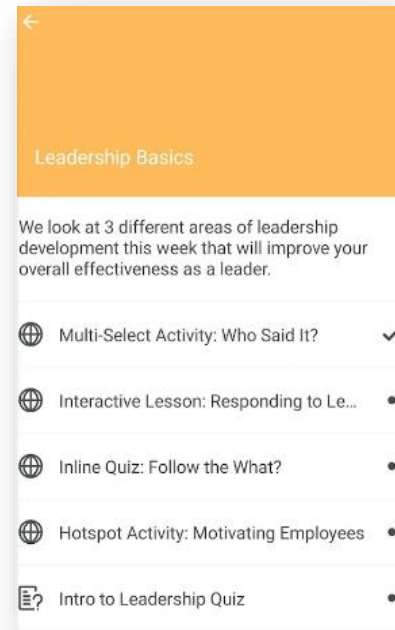 Leadership Basics
We look at 3 different areas of leadership
development this week that will improve your
overall effectiveness as a leader.
Multi-Select Activity: Who Said It?
Interactive Lesson: Responding to Le...
Inline Quiz: Follow the What?
Hotspot Activity: Motivating Employees
Intro to Leadership Quiz